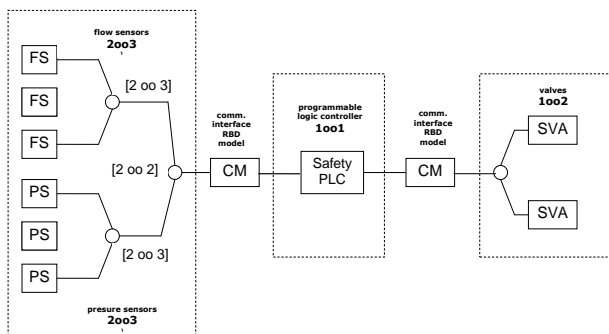 flow sensors
2oo3
FS
FS
FS
[2 oo 3]
[2 oo 2]
PS
PS
PS
[2 oo 3]
presure sensors
2oo3
comm.
interface
RBD
model
CM
programmable
logic controller
1oo1
Safety
PLC
comm.
interface
RBD
model
CM
valves
1oo2
SVA
SVA